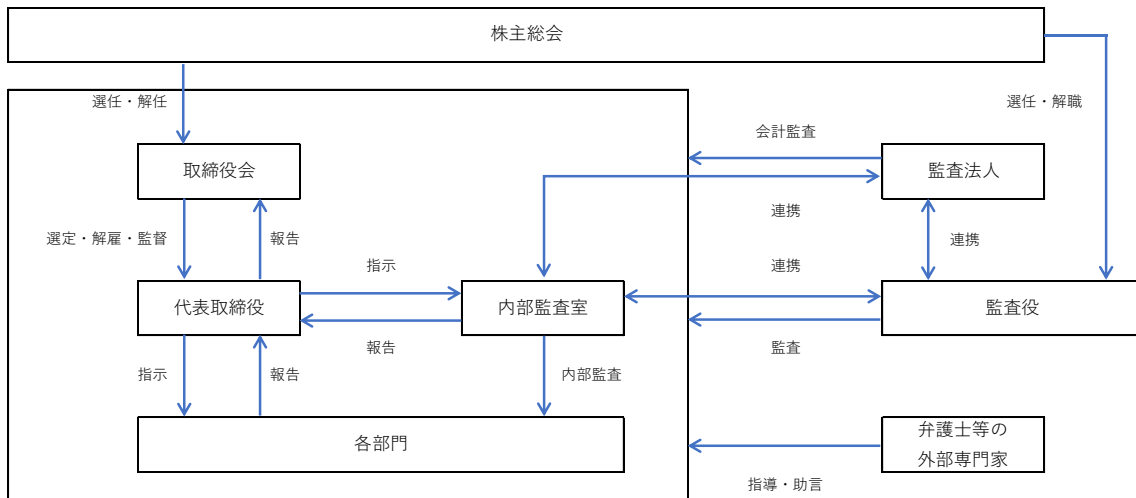 株主総会
選任・解任
選任・解職
会計監査
取締役会
監査法人
連携
選定・解雇・監督
報告
連携
指示
連携
代表取締役
内部監査室
監査役
報告
監査
指示
報告
内部監査
各部門
弁護士等の
外部専門家
指導・助言